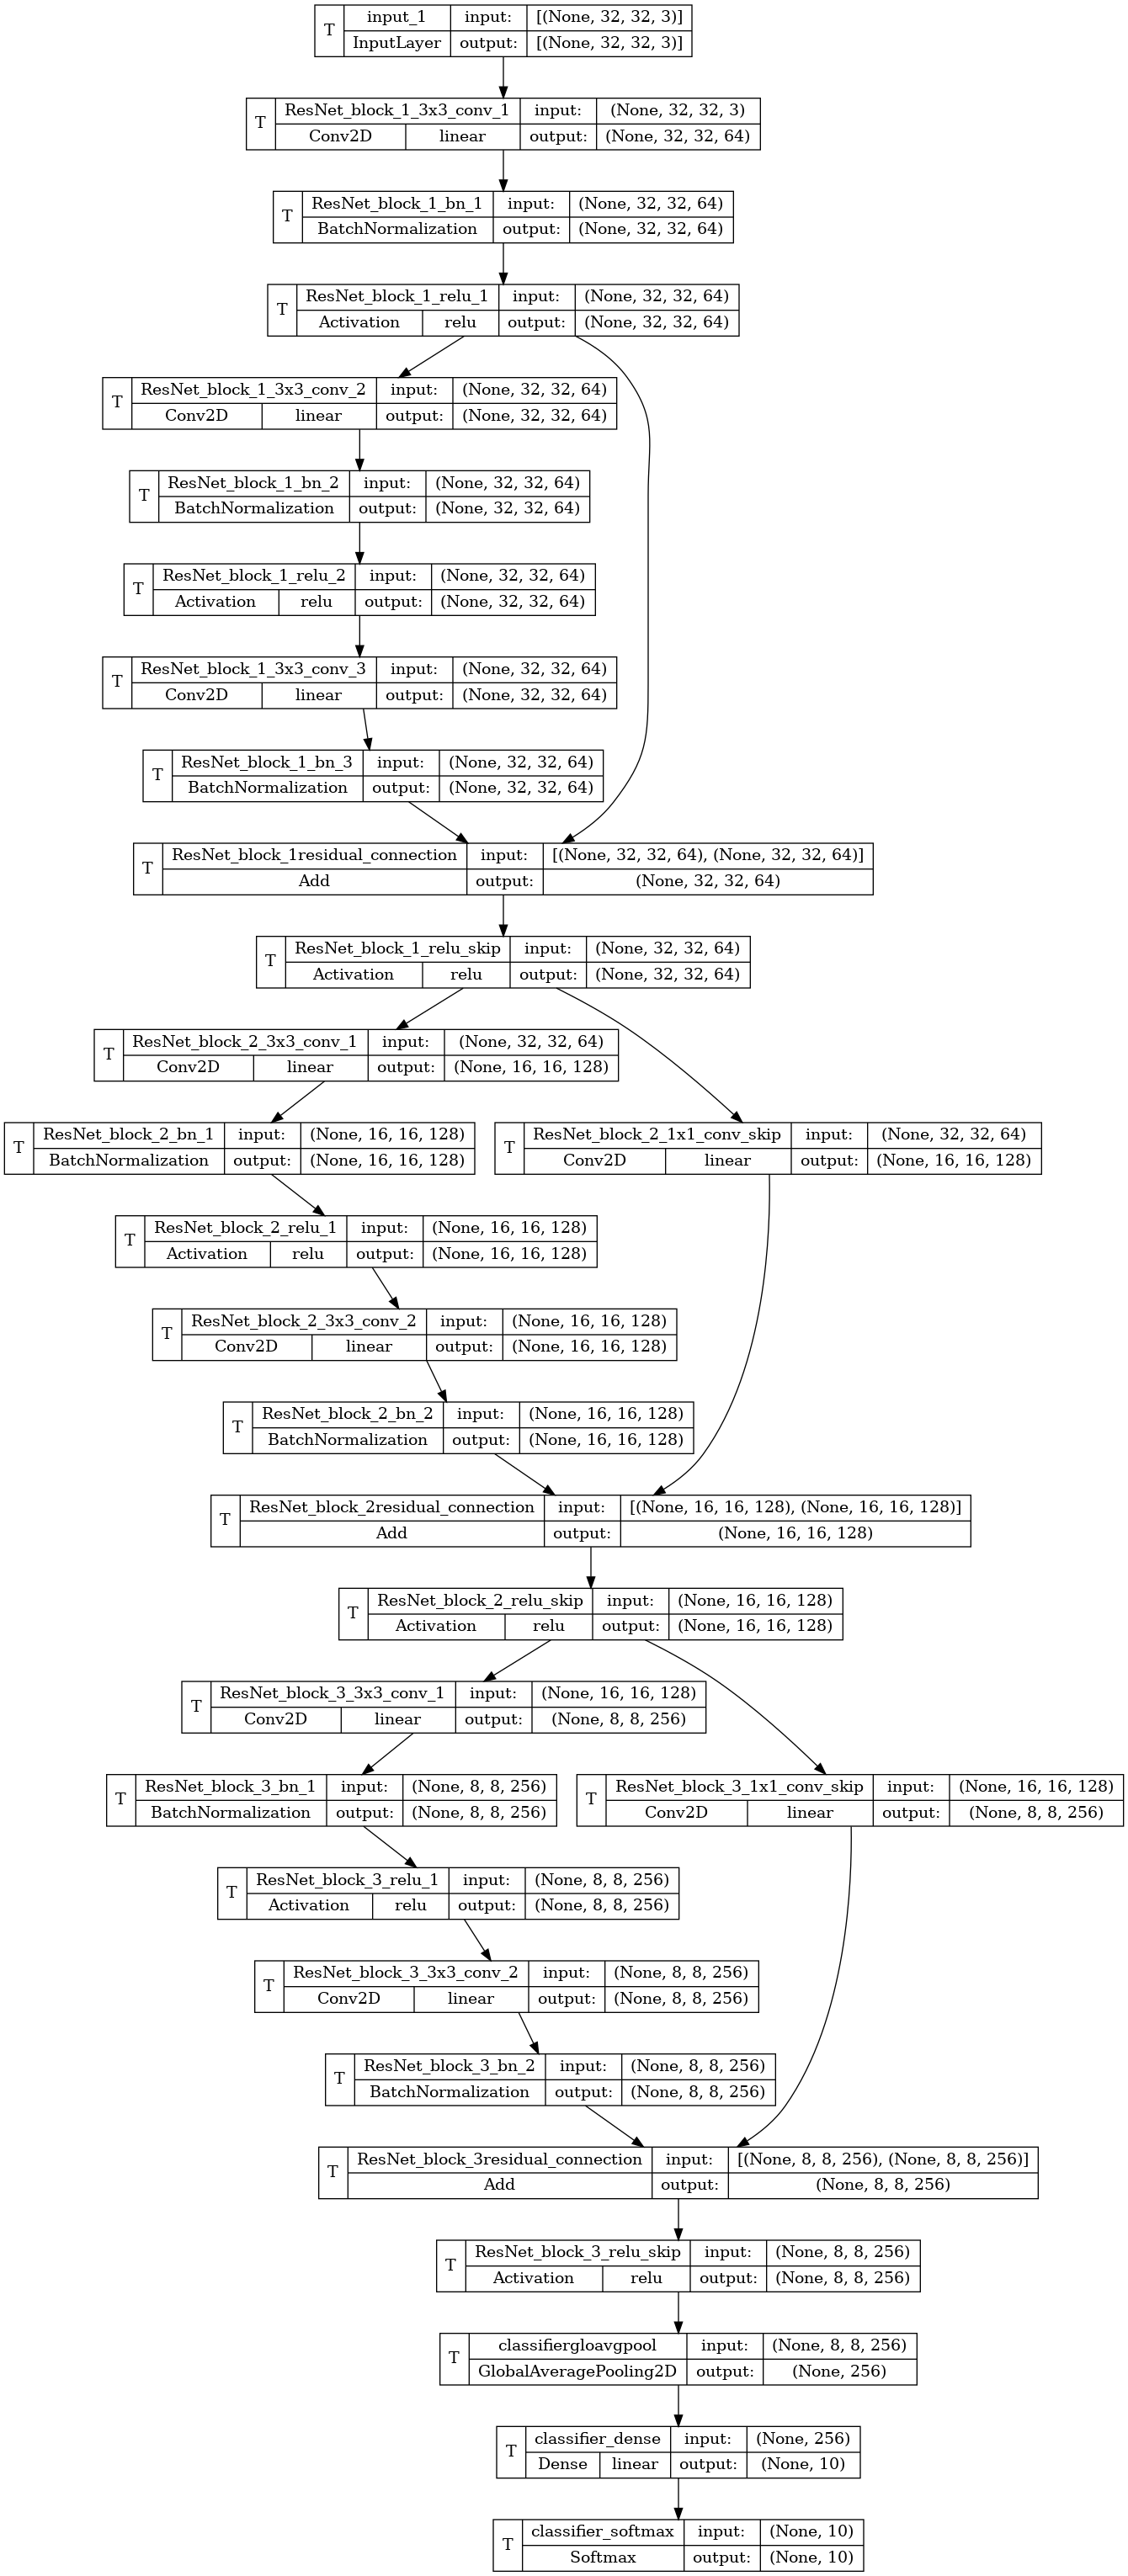 T input_1 input: [(None, 32, 32, 3)]
InputLayer output: [(None, 32, 32, 3)]
T ResNet_block_1_3x3_conv_1 input: (None, 32, 32, 3)
Conv2D linear output: (None, 32, 32, 64)
T ResNet_block_1_bn_1 input: (None, 32, 32, 64)
BatchNormalization output: (None, 32, 32, 64)
T ResNet_block_1_relu_1 input: (None, 32, 32, 64)
Activation relu output: (None, 32, 32, 64)
T ResNet_block_1_3x3_conv_2 input: (None, 32, 32, 64)
Conv2D linear output: (None, 32, 32, 64)
T ResNet_block_1_bn_2 input: (None, 32, 32, 64)
BatchNormalization output: (None, 32, 32, 64)
T ResNet_block_1_relu_2 input: (None, 32, 32, 64)
Activation relu output: (None, 32, 32, 64)
T ResNet_block_1_3x3_conv_3 input: (None, 32, 32, 64)
Conv2D linear output: (None, 32, 32, 64)
T ResNet_block_1_bn_3 input: (None, 32, 32, 64)
BatchNormalization output: (None, 32, 32, 64)
T ResNet_block_1residual_connection input: [(None, 32, 32, 64), (None, 32, 32, 64)]
Add output: (None, 32, 32, 64)
T ResNet_block_1_relu_skip input: (None, 32, 32, 64)
Activation relu output: (None, 32, 32, 64)
T ResNet_block_2_3x3_conv_1 input: (None, 32, 32, 64)
Conv2D linear output: (None, 16, 16, 128)
T ResNet_block_2_bn_1 input: (None, 16, 16, 128)
BatchNormalization output: (None, 16, 16, 128)
T ResNet_block_2_1x1_conv_skip input: (None, 32, 32, 64)
Conv2D linear output: (None, 16, 16, 128)
T ResNet_block_2_relu_1 input: (None, 16, 16, 128)
Activation relu output: (None, 16, 16, 128)
T ResNet_block_2_3x3_conv_2 input: (None, 16, 16, 128)
Conv2D linear output: (None, 16, 16, 128)
T ResNet_block_2_bn_2 input: (None, 16, 16, 128)
BatchNormalization output: (None, 16, 16, 128)
T ResNet_block_2residual_connection input: [(None, 16, 16, 128), (None, 16, 16, 128)]
Add output: (None, 16, 16, 128)
T ResNet_block_2_relu_skip input: (None, 16, 16, 128)
Activation relu output: (None, 16, 16, 128)
T ResNet_block_3_3x3_conv_1 input: (None, 16, 16, 128)
Conv2D linear output: (None, 8, 8, 256)
T ResNet_block_3_bn_1 input: (None, 8, 8, 256)
BatchNormalization output: (None, 8, 8, 256)
T ResNet_block_3_1x1_conv_skip input: (None, 16, 16, 128)
Conv2D linear output: (None, 8, 8, 256)
T ResNet_block_3_relu_1 input: (None, 8, 8, 256)
Activation relu output: (None, 8, 8, 256)
T ResNet_block_3_3x3_conv_2 input: (None, 8, 8, 256)
Conv2D linear output: (None, 8, 8, 256)
T ResNet_block_3_bn_2 input: (None, 8, 8, 256)
BatchNormalization output: (None, 8, 8, 256)
T ResNet_block_3residual_connection input: [(None, 8, 8, 256), (None, 8, 8, 256)]
Add output: (None, 8, 8, 256)
T ResNet_block_3_relu_skip input: (None, 8, 8, 256)
Activation relu output: (None, 8, 8, 256)
T classifiergloavgpool input: (None, 8, 8, 256)
GlobalAveragePooling2D output: (None, 256)
T classifier_dense input: (None, 256)
Dense linear output: (None, 10)
T classifier_softmax input: (None, 10)
Softmax output: (None, 10)